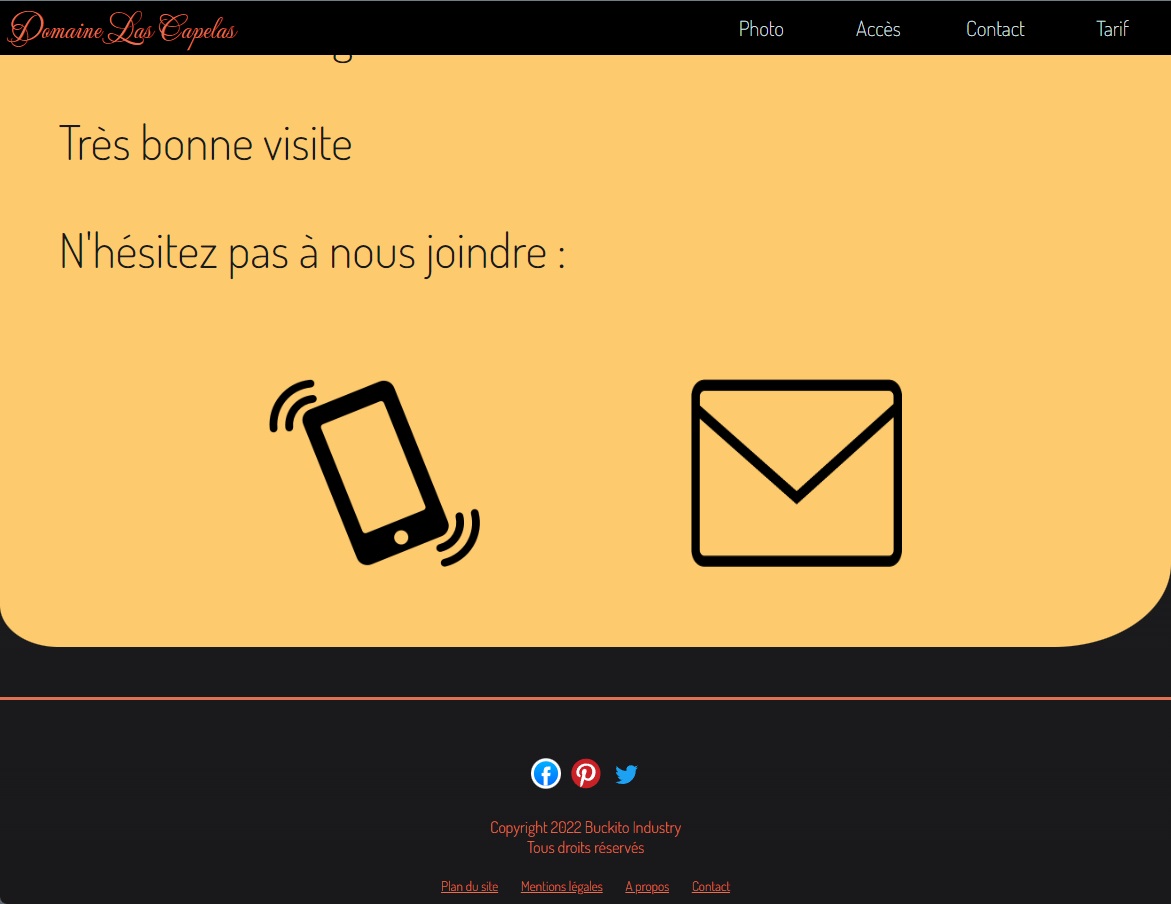 Domaine Las Capelas
Photo
Accès
Contact
Tarif
Très bonne visite
N'hésitez pas à nous joindre :
Copyright 2022 Buckito Industry
Tous droits réservés
Plan du site
Mentions légales
A propos
Contact